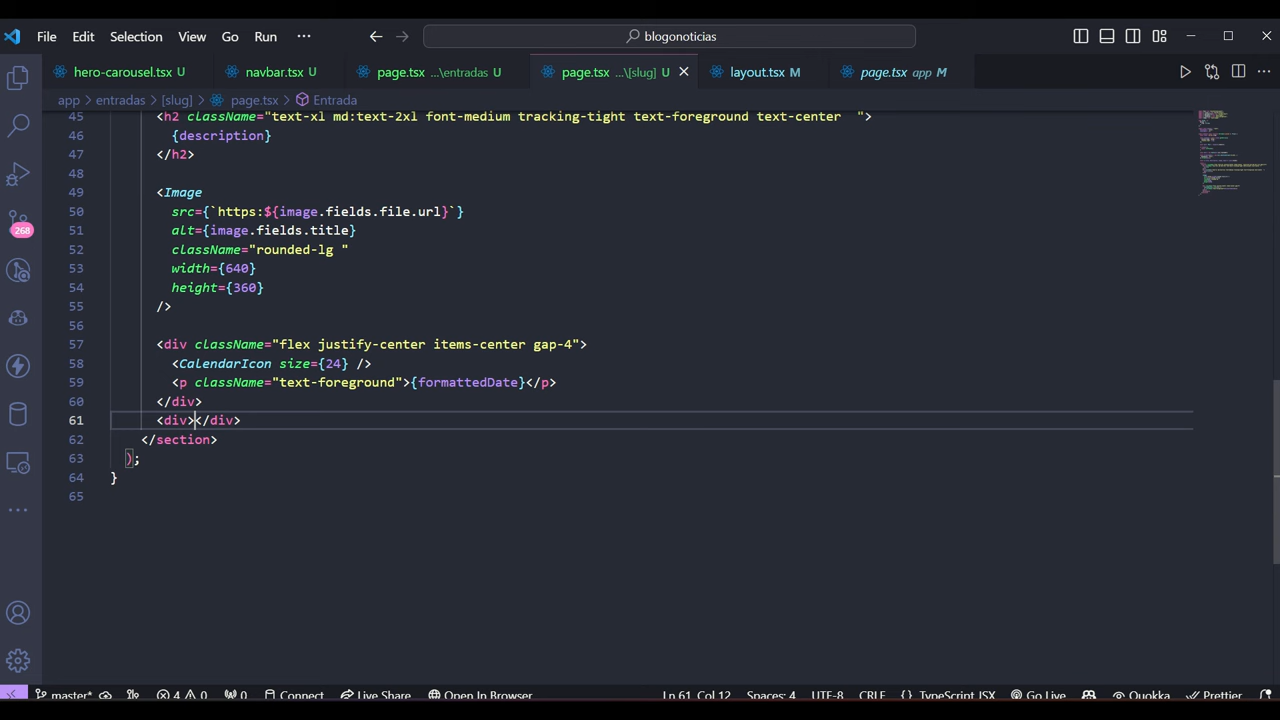 File Edit Selection View Go Run ··· blogonoticias
hero-carousel.tsx U navbar.tsx U page.tsx ...\entradas U page.tsx ...\[slug] U layout.tsx M page.tsx app M
app > entradas > [slug] > page.tsx > Entrada
45 <h2 className="text-xl md:text-2xl font-medium tracking-tight text-foreground text-center  ">
46 {description}
47 </h2>
48
49 <Image
50 src={`https:${image.fields.file.url}`}
51 alt={image.fields.title}
52 className="rounded-lg "
53 width={640}
54 height={360}
55 />
56
57 <div className="flex justify-center items-center gap-4">
58 <CalendarIcon size={24} />
59 <p className="text-foreground">{formattedDate}</p>
60 </div>
61 <div></div>
62 </section>
63 );
64 }
65
268
master* 4 0 0 Connect Live Share Open In Browser Ln 61, Col 12 Spaces: 4 UTF-8 CRLF {} TypeScript JSX Go Live Quokka Prettier